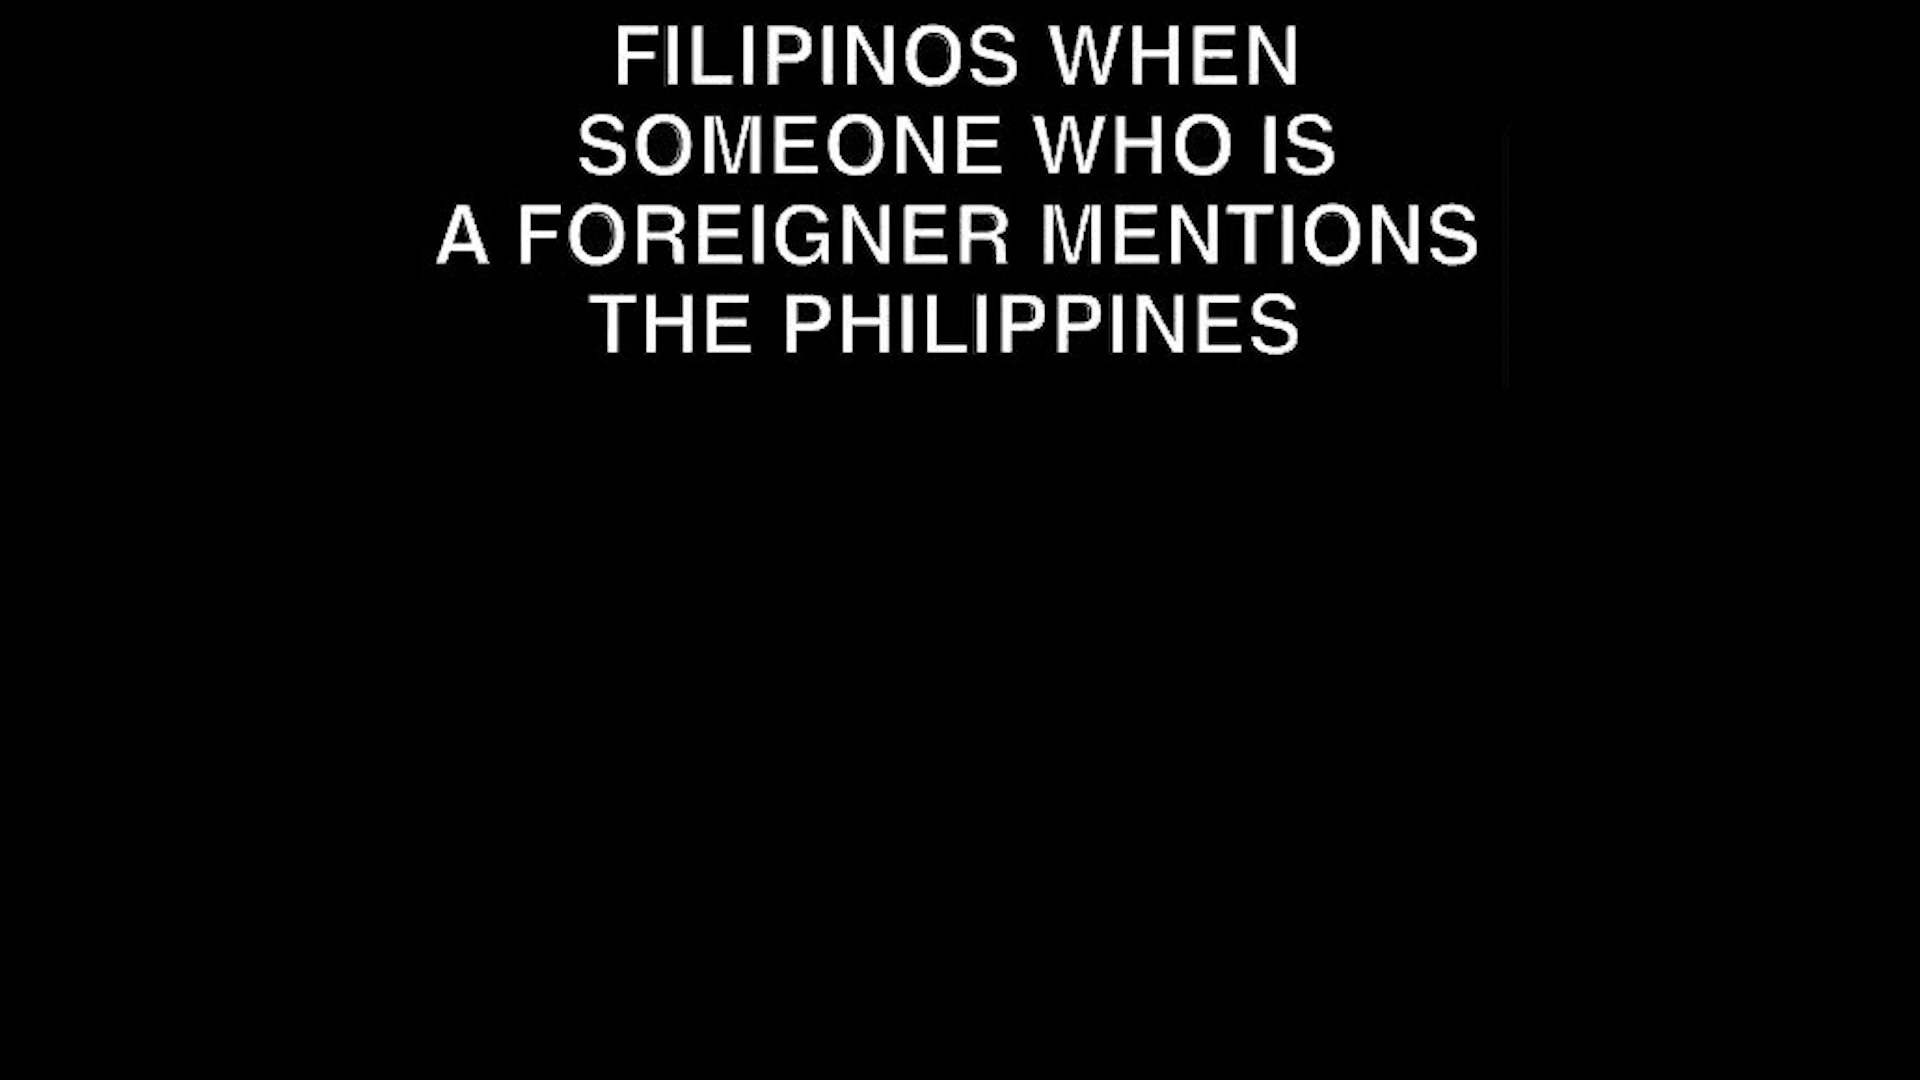 FILIPINOS WHEN
SOMEONE WHO IS
A FOREIGNER MENTIONS
THE PHILIPPINES